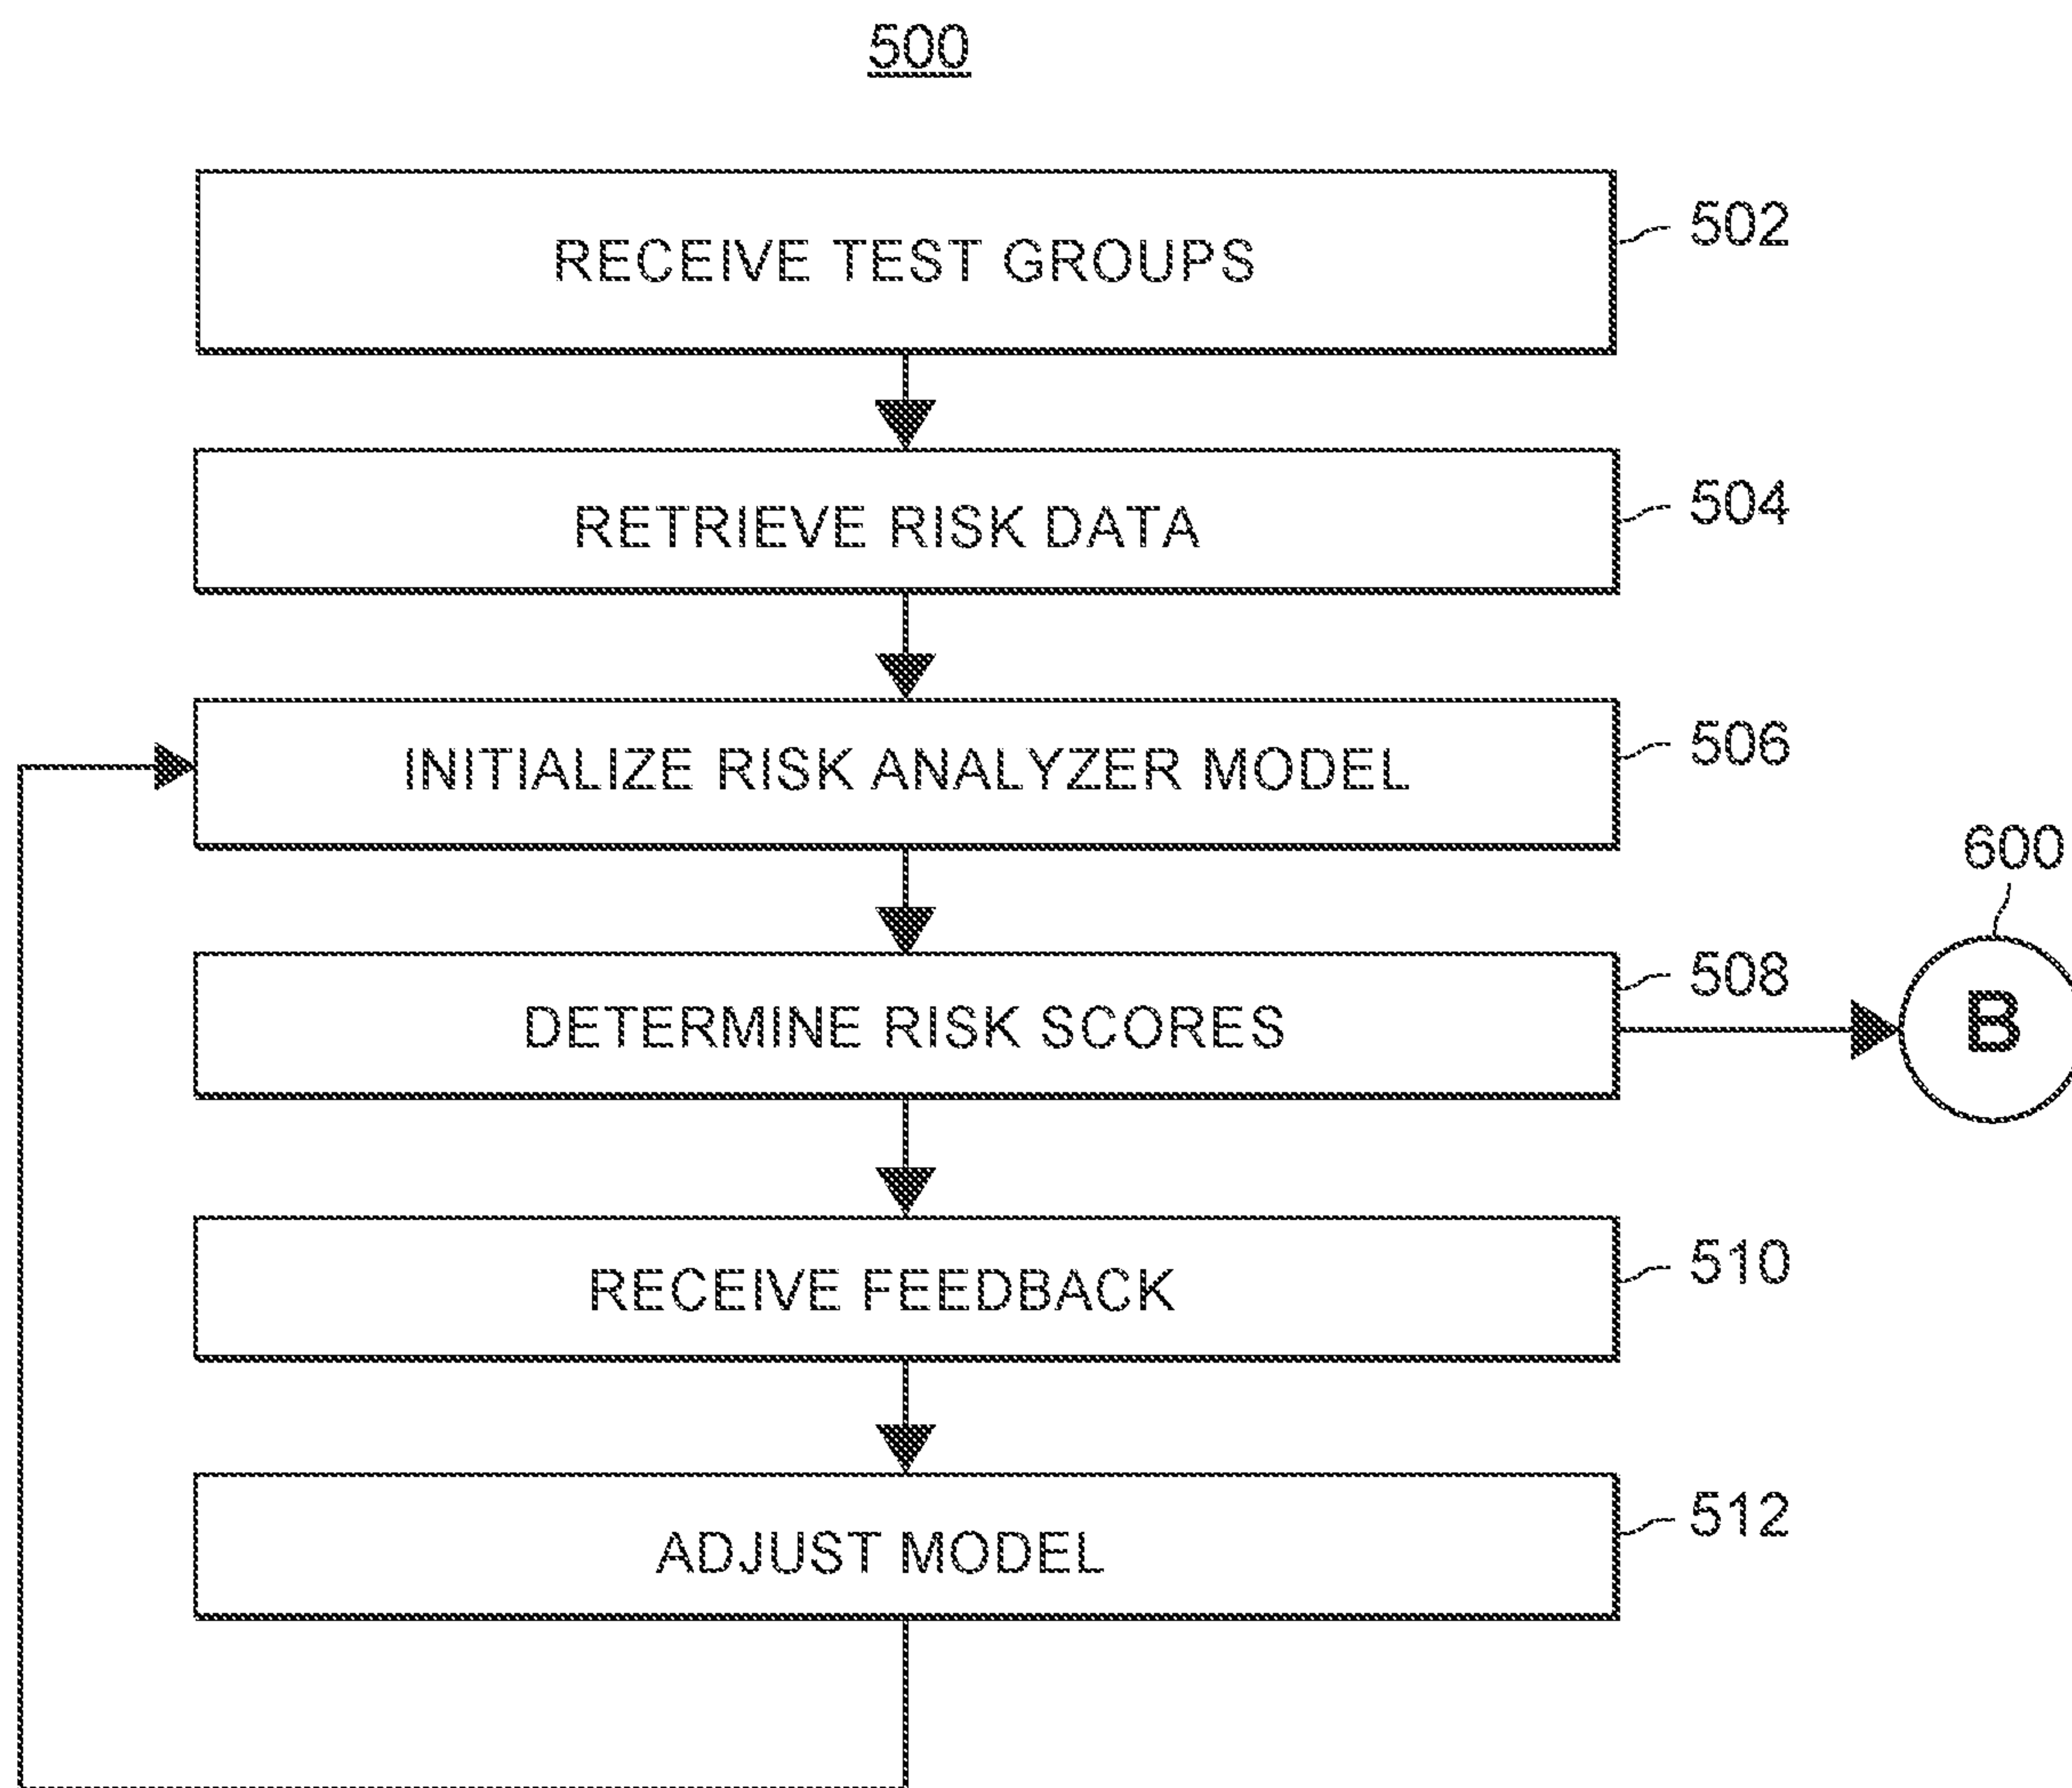 500
RECEIVE TEST GROUPS
502
RETRIEVE RISK DATA
504
INITIALIZE RISK ANALYZER MODEL
506
600
DETERMINE RISK SCORES
508
B
RECEIVE FEEDBACK
510
ADJUST MODEL
512